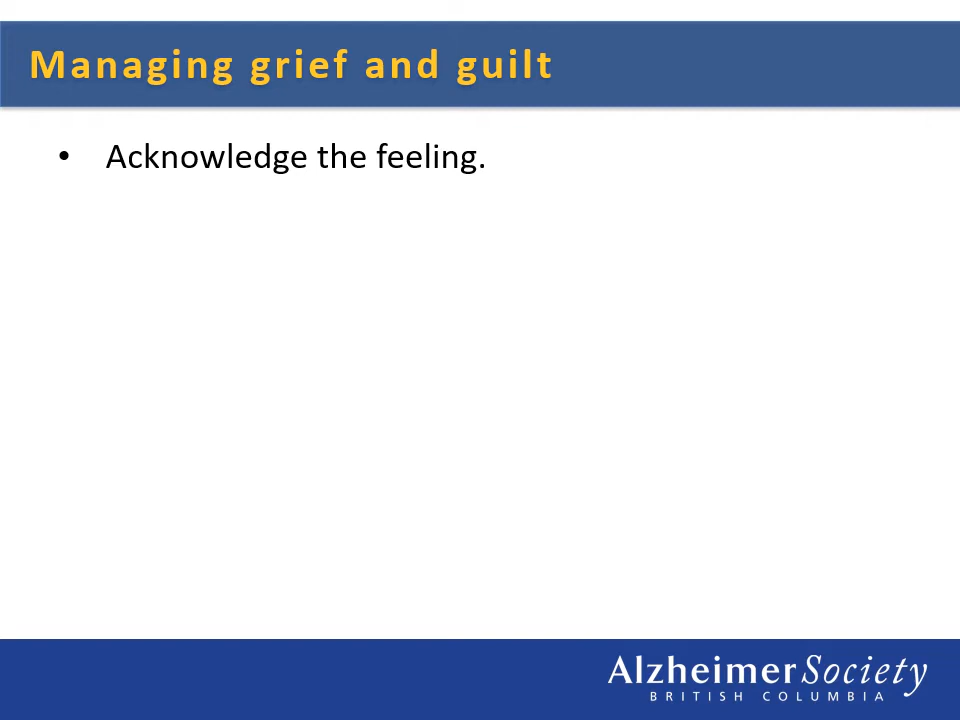 Managing grief and guilt
• Acknowledge the feeling.
AlzheimerSociety
BRITISH COLUMBIA